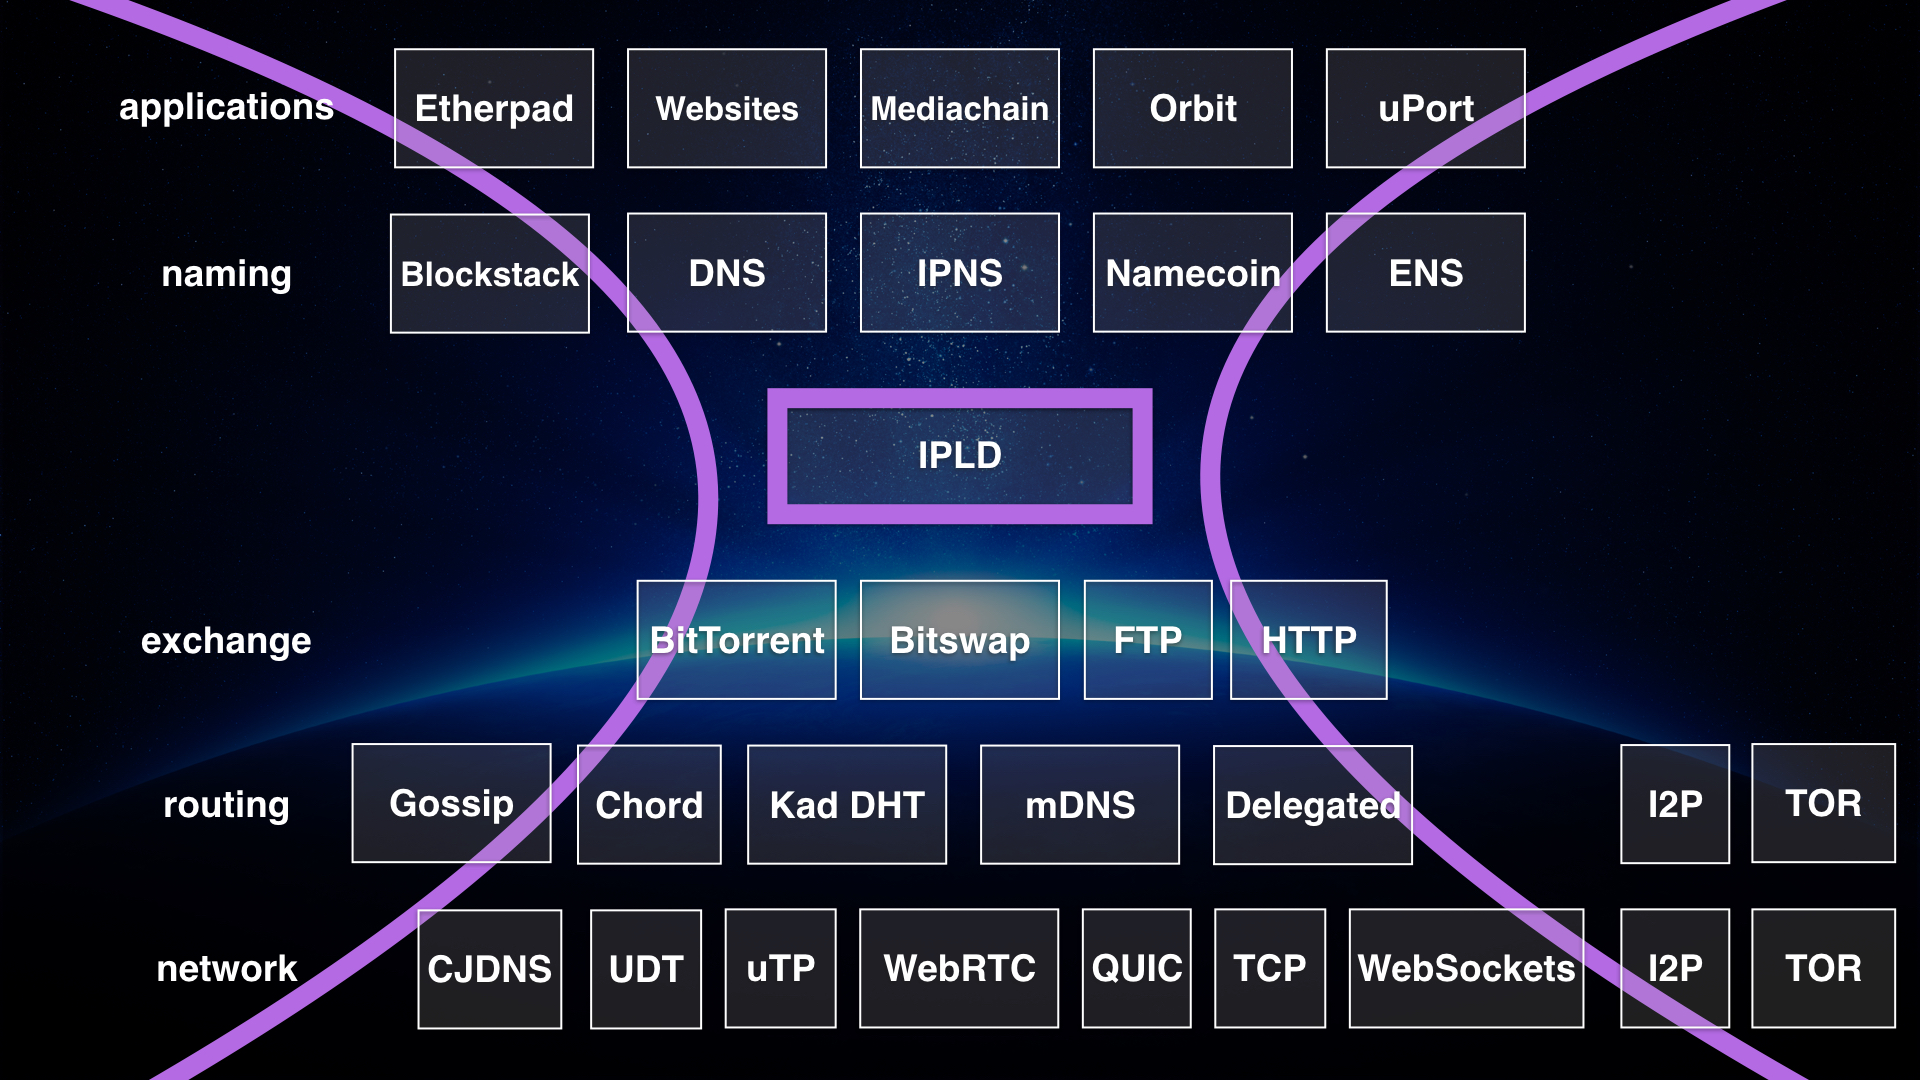 applications Etherpad Websites Mediachain Orbit uPort
naming Blockstack DNS IPNS Namecoin ENS
IPLD
exchange BitTorrent Bitswap FTP HTTP
routing Gossip Chord Kad DHT mDNS Delegated I2P TOR
network CJDNS UDT uTP WebRTC QUIC TCP WebSockets I2P TOR